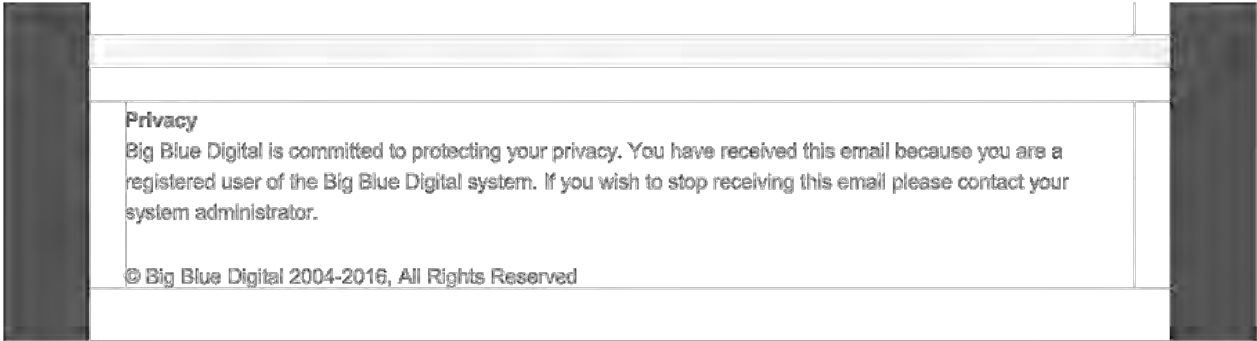 Privacy
Big Blue Digital is committed to protecting your privacy. You have received this email because you are a
registered user of the Big Blue Digital system. If you wish to stop receiving this email please contact your
system administrator.
© Big Blue Digital 2004-2016, All Rights Reserved